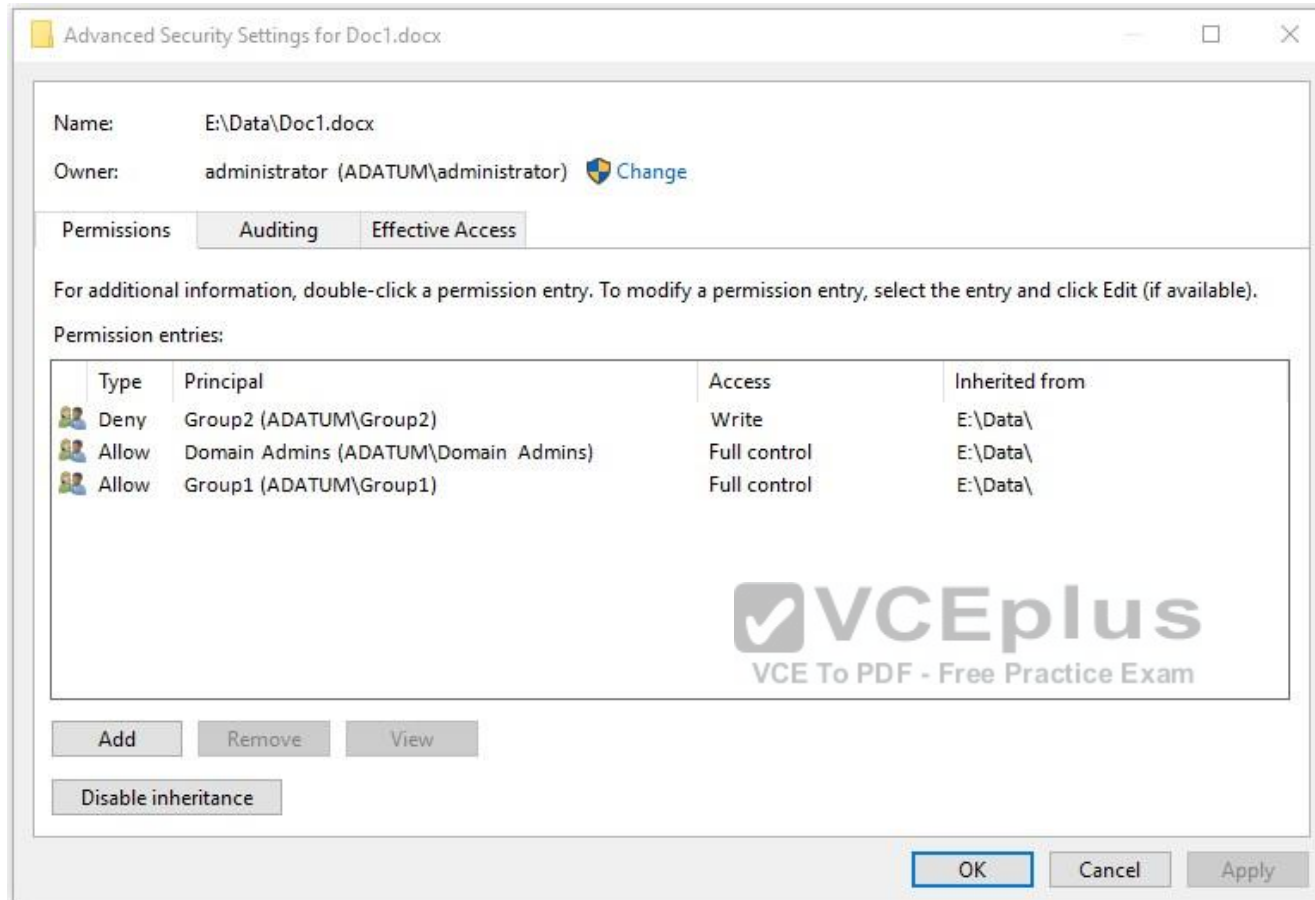 Advanced Security Settings for Doc1.docx
Name: E:\Data\Doc1.docx
Owner: administrator (ADATUM\administrator) Change
Permissions Auditing Effective Access
For additional information, double-click a permission entry. To modify a permission entry, select the entry and click Edit (if available).
Permission entries:
Type Principal Access Inherited from
Deny Group2 (ADATUM\Group2) Write E:\Data\
Allow Domain Admins (ADATUM\Domain Admins) Full control E:\Data\
Allow Group1 (ADATUM\Group1) Full control E:\Data\
VCEplus
VCE To PDF - Free Practice Exam
Add Remove View
Disable inheritance
OK Cancel Apply